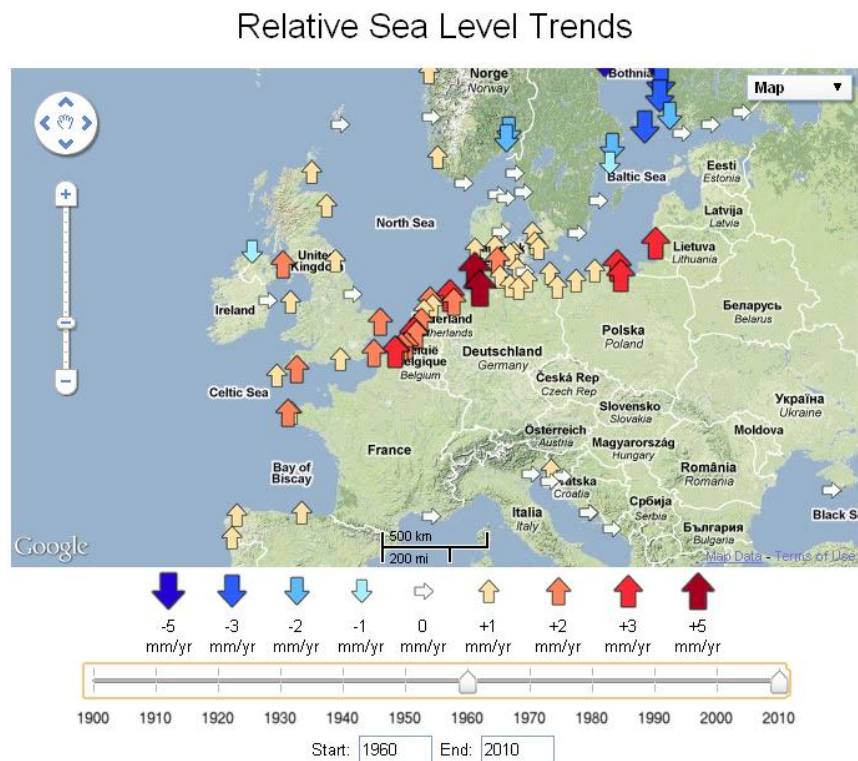 Relative Sea Level Trends
Norge
Norway
Bothnia
Map
Eesti
Estonia
Baltic Sea
Latvija
Latvia
North Sea
Lietuva
Lithuania
United
Kingdom
Ireland
Беларусь
Belarus
Netherlands
Polska
Poland
Deutschland
Germany
Belgique
Belgium
Celtic Sea
Česká Rep
Czech Rep
Україна
Ukraine
Slovensko
Slovakia
Österreich
Austria
Moldova
Magyarország
Hungary
France
Bay of
Biscay
România
Romania
Croatia
Србија
Serbia
Italia
Italy
Black S
България
Bulgaria
Google
500 km
200 mi
Map Data - Terms of Use
-5 -3 -2 -1 0 +1 +2 +3 +5
mm/yr mm/yr mm/yr mm/yr mm/yr mm/yr mm/yr mm/yr mm/yr
1900 1910 1920 1930 1940 1950 1960 1970 1980 1990 2000 2010
Start: 1960 End: 2010